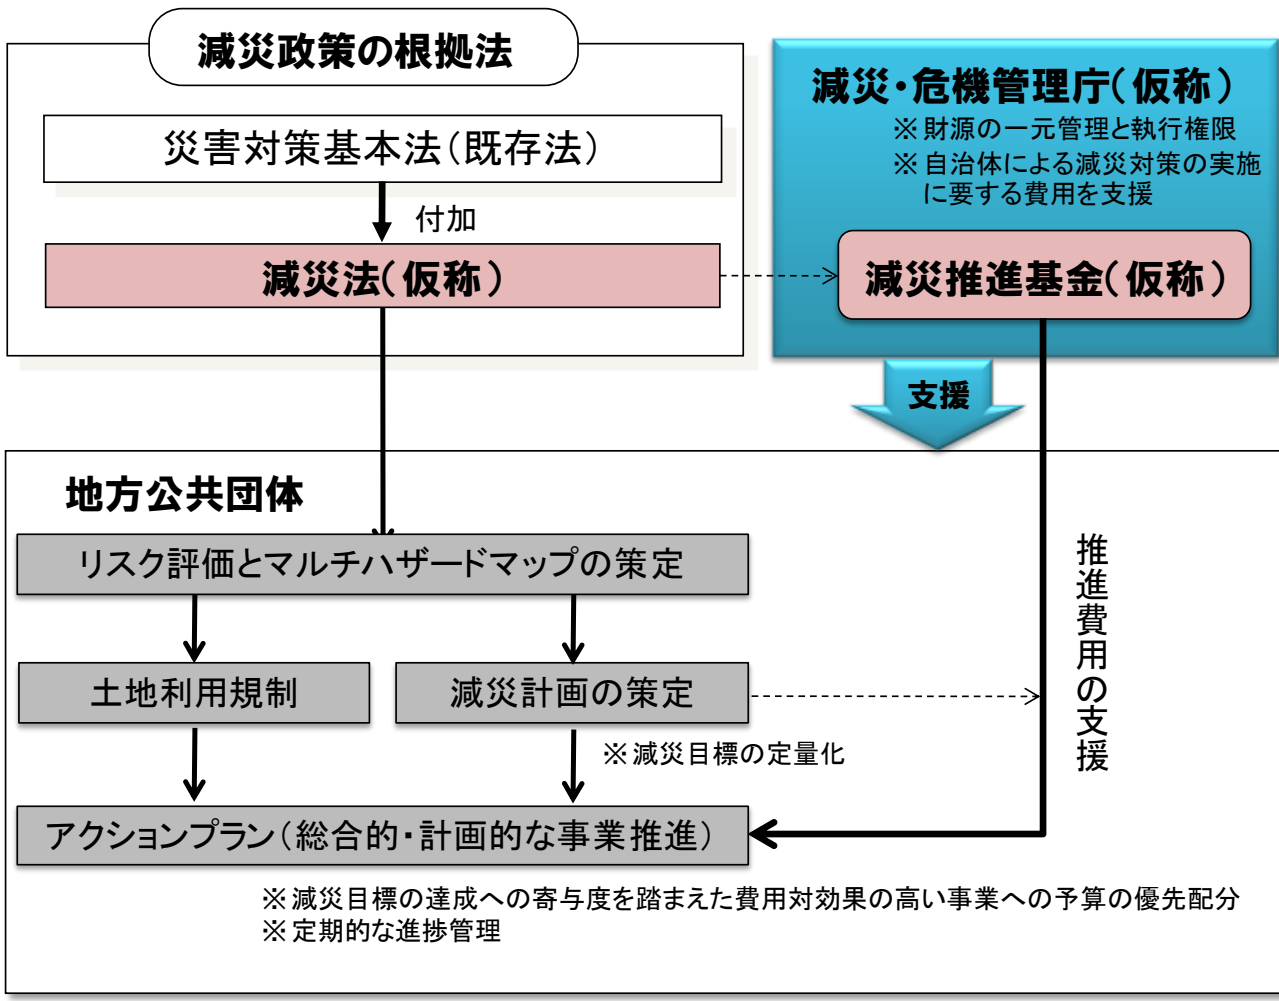 減災政策の根拠法
災害対策基本法(既存法)
付加
減災法(仮称)
減災・危機管理庁(仮称)
※財源の一元管理と執行権限
※自治体による減災対策の実施
に要する費用を支援
減災推進基金(仮称)
支援
地方公共団体
リスク評価とマルチハザードマップの策定
土地利用規制
減災計画の策定
※減災目標の定量化
アクションプラン(総合的・計画的な事業推進)
推進費用の支援
※減災目標の達成への寄与度を踏まえた費用対効果の高い事業への予算の優先配分
※定期的な進捗管理